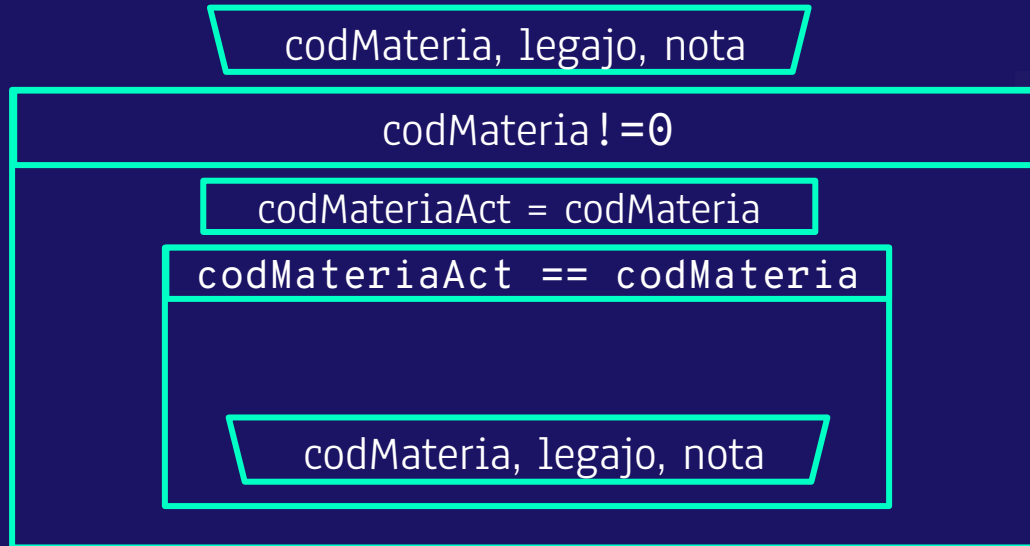 codMateria, legajo, nota
codMateria!=0
codMateriaAct = codMateria
codMateriaAct == codMateria
codMateria, legajo, nota